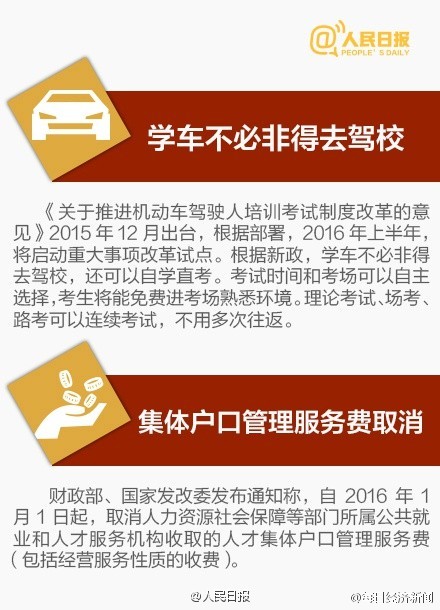 @人民日报
PEOPLE'S DAILY
学车不必非得去驾校
《关于推进机动车驾驶人培训考试制度改革的意
见》2015年12月出台，根据部署，2016年上半年，
将启动重大事项改革试点。根据新政，学车不必非得
去驾校，还可以自学直考。考试时间和考场可以自主
选择，考生将能免费进考场熟悉环境。理论考试、场考、
路考可以连续考试，不用多次往返。
集体户口管理服务费取消
财政部、国家发改委发布通知称，自 2016 年 1
月1日起，取消人力资源社会保障等部门所属公共就
业和人才服务机构收取的人才集体户口管理服务费
（包括经营服务性质的收费）。
@人民日报